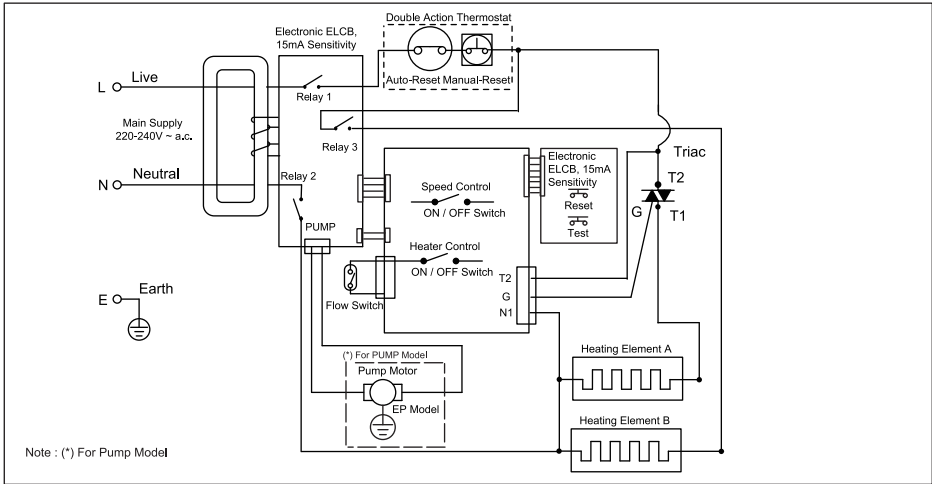 Double Action Thermostat
Electronic ELCB,
15mA Sensitivity
Auto-Reset Manual-Reset
L
Live
Relay 1
Main Supply
220-240V ~ a.c.
Relay 3
Triac
Electronic
ELCB, 15mA
Sensitivity
Reset
Test
T2
G
T1
N
Neutral
Relay 2
Speed Control
ON / OFF Switch
PUMP
Heater Control
ON / OFF Switch
T2
G
N1
Flow Switch
E
Earth
Heating Element A
(*) For PUMP Model
Pump Motor
EP Model
Heating Element B
Note : (*) For Pump Model